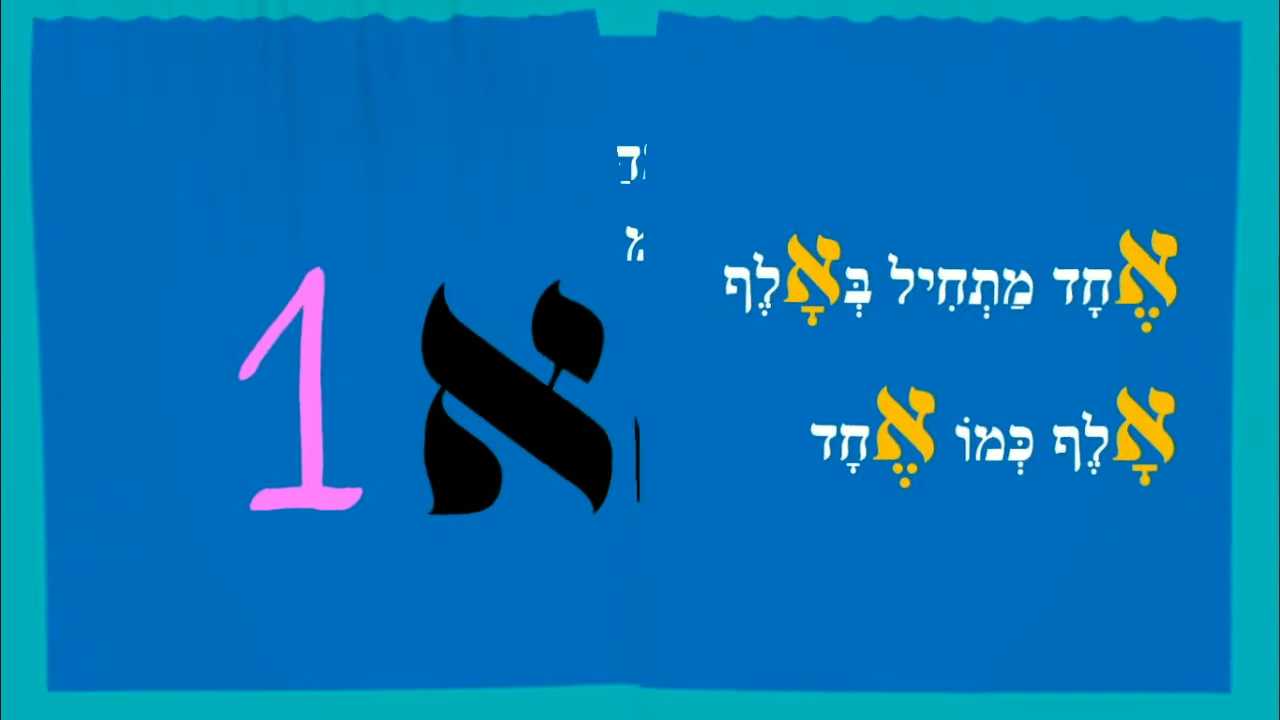 אֶחָד מַתְחִיל בְּאָלֶף
אָלֶף כְּמוֹ אֶחָד
א 1